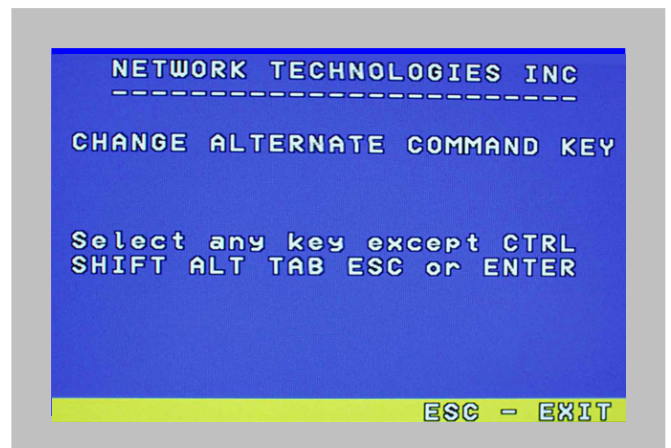 NETWORK TECHNOLOGIES INC
------------------------
CHANGE ALTERNATE COMMAND KEY
Select any key except CTRL
SHIFT ALT TAB ESC or ENTER
ESC - EXIT